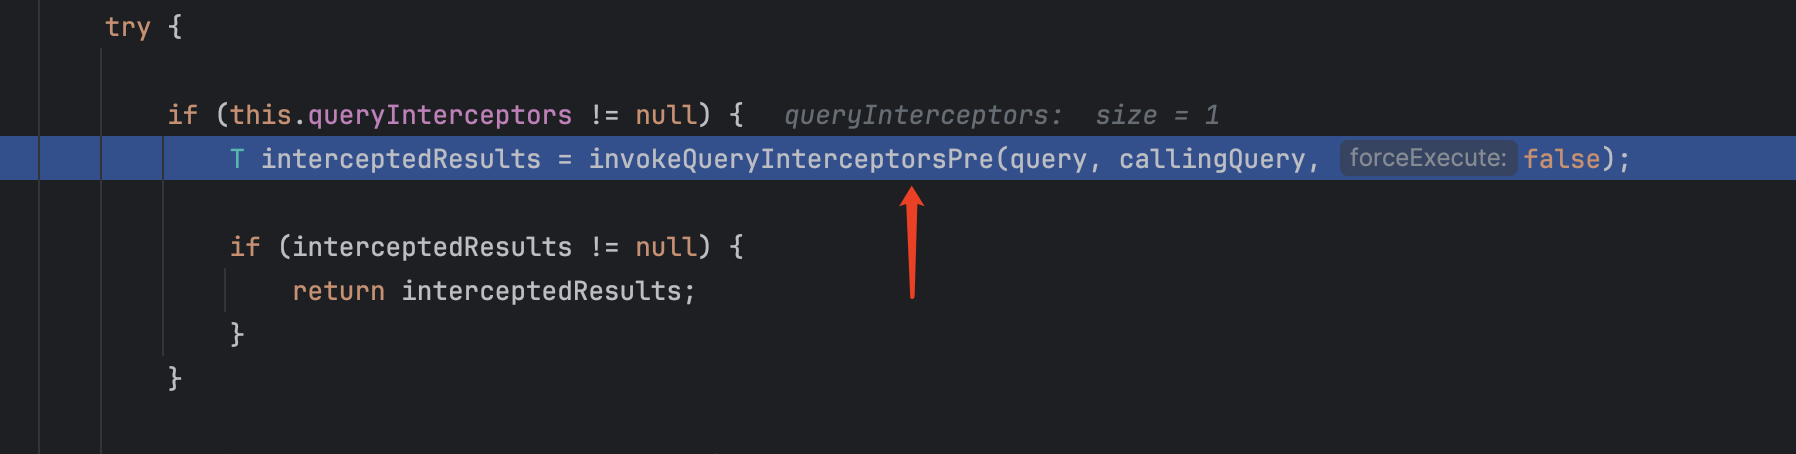 try {
if (this.queryInterceptors != null) { queryInterceptors: size = 1
T interceptedResults = invokeQueryInterceptorsPre(query, callingQuery, forceExecute: false);
if (interceptedResults != null) {
return interceptedResults;
}
}